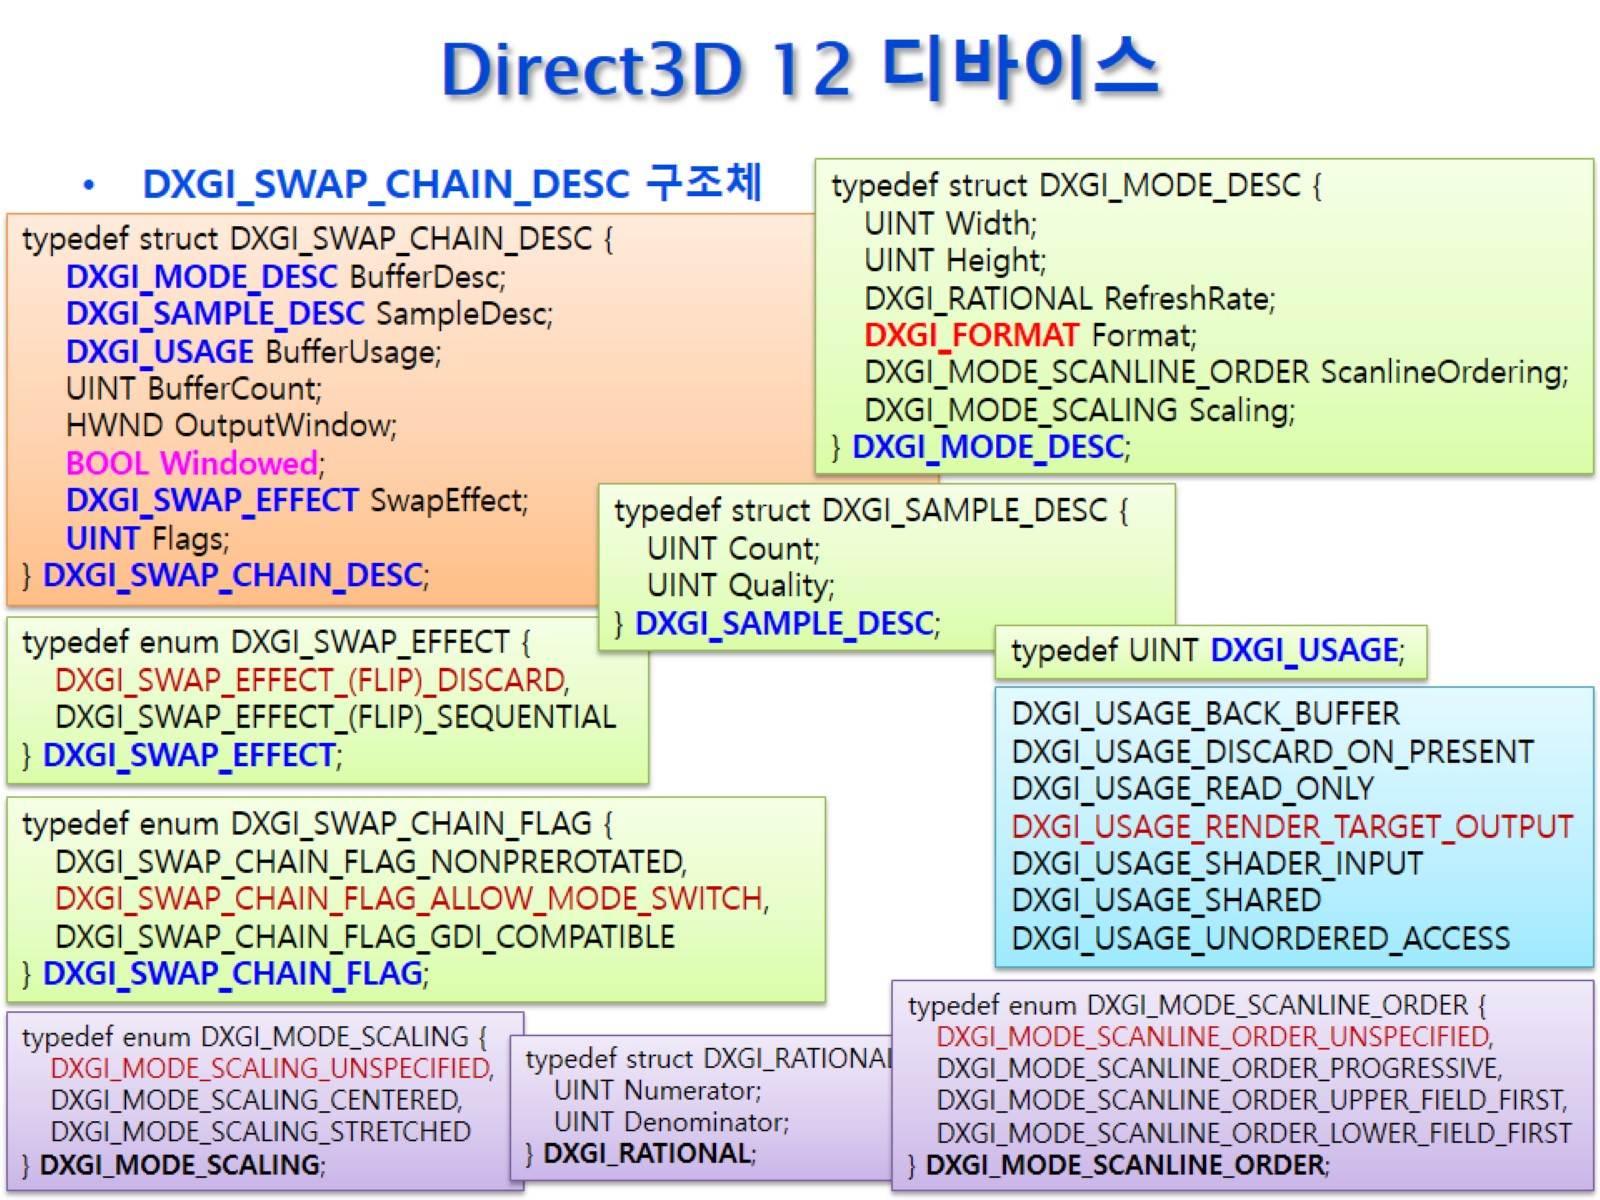 Direct3D 12 디바이스
• DXGI_SWAP_CHAIN_DESC 구조체
typedef struct DXGI_SWAP_CHAIN_DESC {
DXGI_MODE_DESC BufferDesc;
DXGI_SAMPLE_DESC SampleDesc;
DXGI_USAGE BufferUsage;
UINT BufferCount;
HWND OutputWindow;
BOOL Windowed;
DXGI_SWAP_EFFECT SwapEffect;
UINT Flags;
} DXGI_SWAP_CHAIN_DESC;
typedef struct DXGI_MODE_DESC {
UINT Width;
UINT Height;
DXGI_RATIONAL RefreshRate;
DXGI_FORMAT Format;
DXGI_MODE_SCANLINE_ORDER ScanlineOrdering;
DXGI_MODE_SCALING Scaling;
} DXGI_MODE_DESC;
typedef struct DXGI_SAMPLE_DESC {
UINT Count;
UINT Quality;
} DXGI_SAMPLE_DESC;
typedef enum DXGI_SWAP_EFFECT {
DXGI_SWAP_EFFECT_(FLIP)_DISCARD,
DXGI_SWAP_EFFECT_(FLIP)_SEQUENTIAL
} DXGI_SWAP_EFFECT;
typedef UINT DXGI_USAGE;
DXGI_USAGE_BACK_BUFFER
DXGI_USAGE_DISCARD_ON_PRESENT
DXGI_USAGE_READ_ONLY
DXGI_USAGE_RENDER_TARGET_OUTPUT
DXGI_USAGE_SHADER_INPUT
DXGI_USAGE_SHARED
DXGI_USAGE_UNORDERED_ACCESS
typedef enum DXGI_SWAP_CHAIN_FLAG {
DXGI_SWAP_CHAIN_FLAG_NONPREROTATED,
DXGI_SWAP_CHAIN_FLAG_ALLOW_MODE_SWITCH,
DXGI_SWAP_CHAIN_FLAG_GDI_COMPATIBLE
} DXGI_SWAP_CHAIN_FLAG;
typedef enum DXGI_MODE_SCALING {
DXGI_MODE_SCALING_UNSPECIFIED,
DXGI_MODE_SCALING_CENTERED,
DXGI_MODE_SCALING_STRETCHED
} DXGI_MODE_SCALING;
typedef struct DXGI_RATIONAL
UINT Numerator;
UINT Denominator;
} DXGI_RATIONAL;
typedef enum DXGI_MODE_SCANLINE_ORDER {
DXGI_MODE_SCANLINE_ORDER_UNSPECIFIED,
DXGI_MODE_SCANLINE_ORDER_PROGRESSIVE,
DXGI_MODE_SCANLINE_ORDER_UPPER_FIELD_FIRST,
DXGI_MODE_SCANLINE_ORDER_LOWER_FIELD_FIRST
} DXGI_MODE_SCANLINE_ORDER;